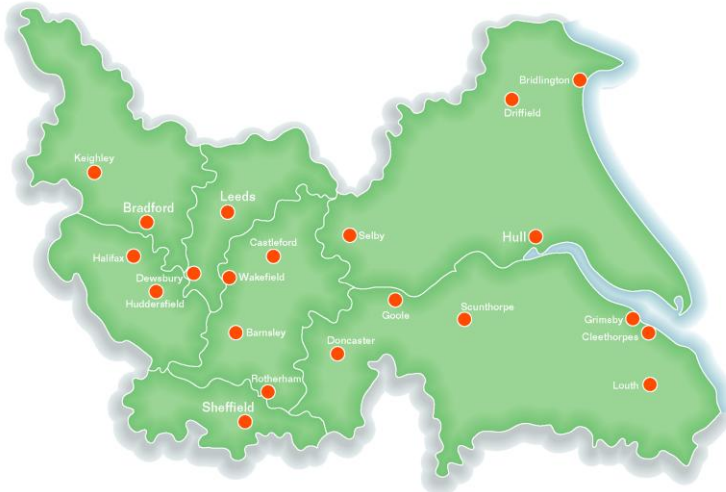 Bridlington
Driffield
Keighley
Leeds
Bradford
Selby
Hull
Castleford
Halifax
Dewsbury
Wakefield
Huddersfield
Goole
Scunthorpe
Grimsby
Barnsley
Cleethorpes
Doncaster
Rotherham
Louth
Sheffield